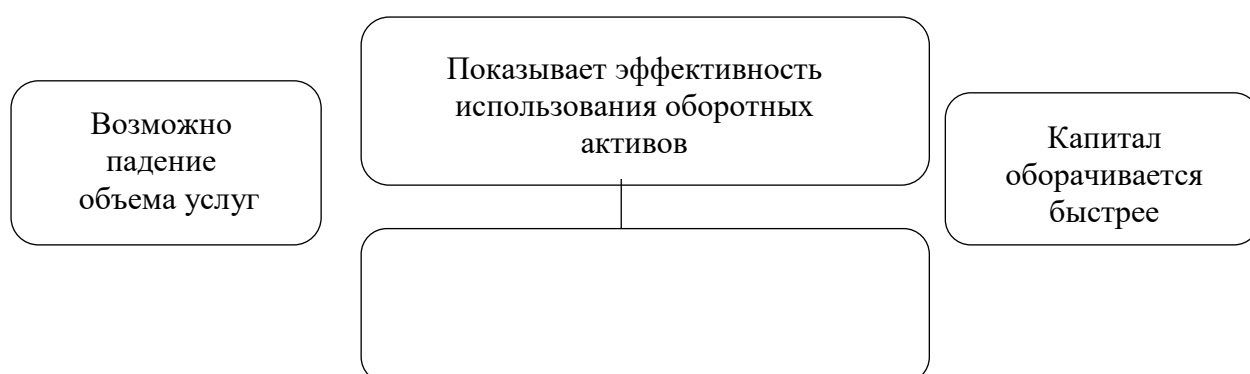 Возможно
падение
объема услуг
Показывает эффективность
использования оборотных
активов
Капитал
оборачивается
быстрее